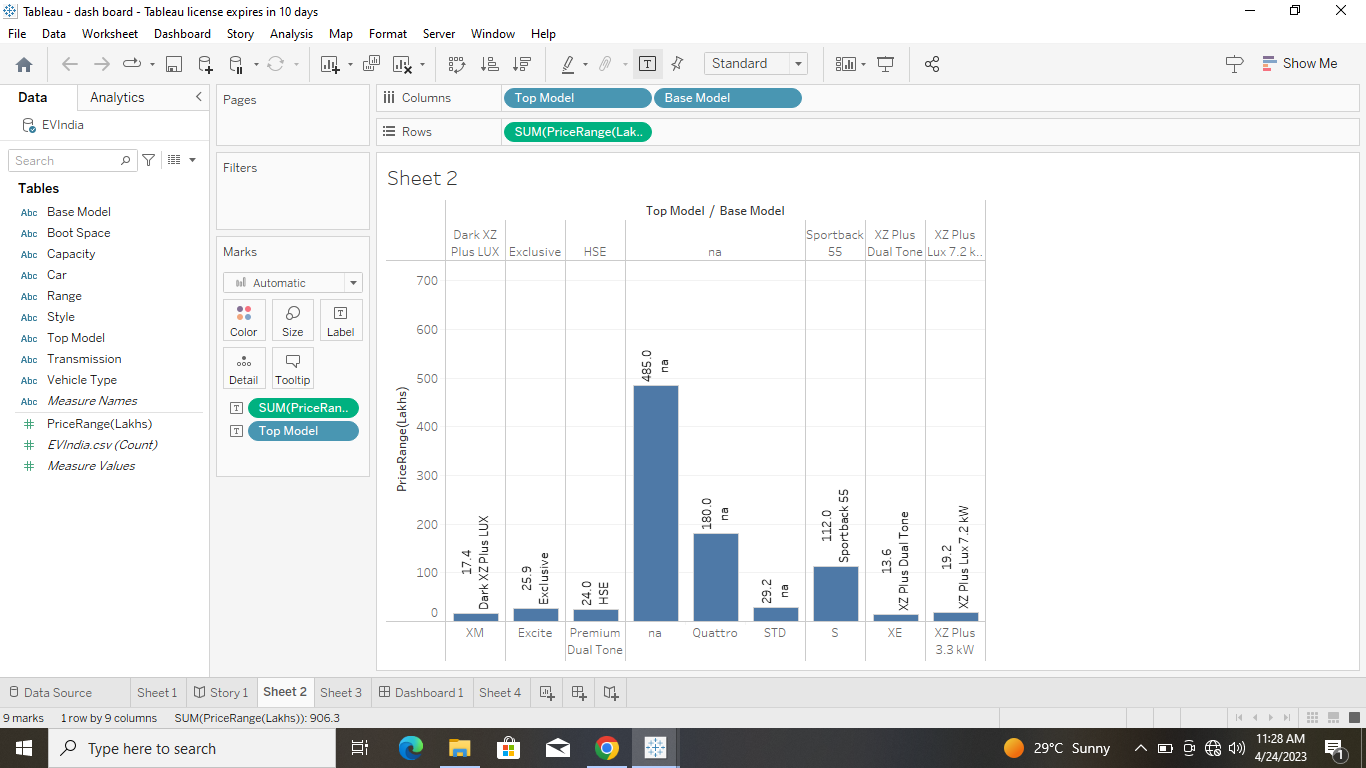 Tableau - dash board - Tableau license expires in 10 days
File Data Worksheet Dashboard Story Analysis Map Format Server Window Help
Standard
Show Me
Data Analytics
EVIndia
Search
Tables
Abc Base Model
Abc Boot Space
Abc Capacity
Abc Car
Abc Range
Abc Style
Abc Top Model
Abc Transmission
Abc Vehicle Type
Abc Measure Names
# PriceRange(Lakhs)
# EVIndia.csv (Count)
# Measure Values
Pages
Filters
Marks
Automatic
Color Size Label
Detail Tooltip
SUM(PriceRan..
Top Model
Columns Top Model Base Model
Rows SUM(PriceRange(Lak..
Sheet 2
Top Model / Base Model
Dark XZ Plus LUX
Exclusive
HSE
na
Sportback 55
XZ Plus Dual Tone
XZ Plus Lux 7.2 k..
PriceRange(Lakhs)
700
600
500
400
300
200
100
0
17.4 Dark XZ Plus LUX
25.9 Exclusive
24.0 HSE
485.0 na
180.0 na
29.2 na
112.0 Sportback 55
13.6 XZ Plus Dual Tone
19.2 XZ Plus Lux 7.2 kW
XM
Excite
Premium Dual Tone
na
Quattro
STD
S
XE
XZ Plus 3.3 kW
Data Source Sheet 1 Story 1 Sheet 2 Sheet 3 Dashboard 1 Sheet 4
9 marks 1 row by 9 columns SUM(PriceRange(Lakhs)): 906.3
Type here to search
29°C Sunny
11:28 AM
4/24/2023
1